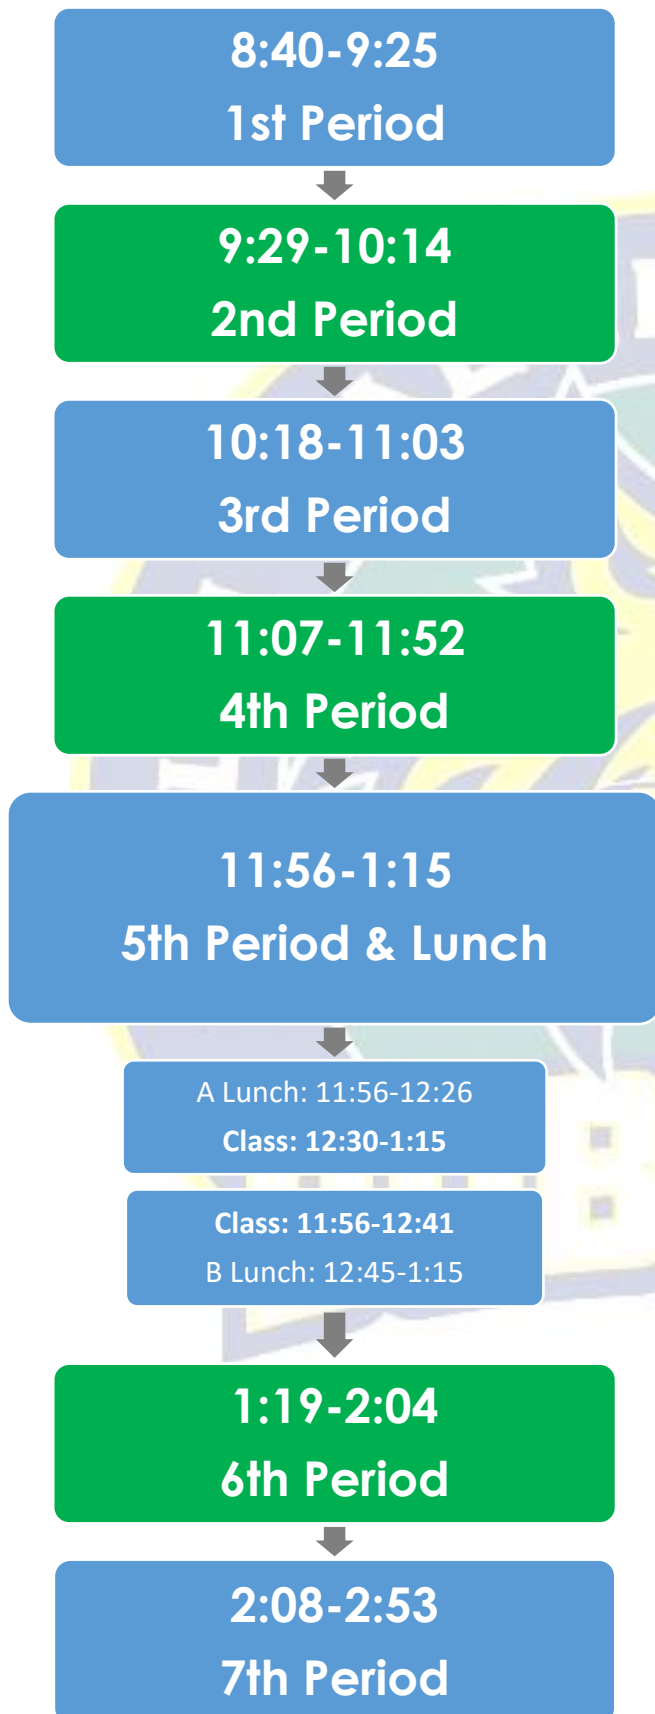 8:40-9:25
1st Period
9:29-10:14
2nd Period
10:18-11:03
3rd Period
11:07-11:52
4th Period
11:56-1:15
5th Period & Lunch
A Lunch: 11:56-12:26
Class: 12:30-1:15
Class: 11:56-12:41
B Lunch: 12:45-1:15
1:19-2:04
6th Period
2:08-2:53
7th Period